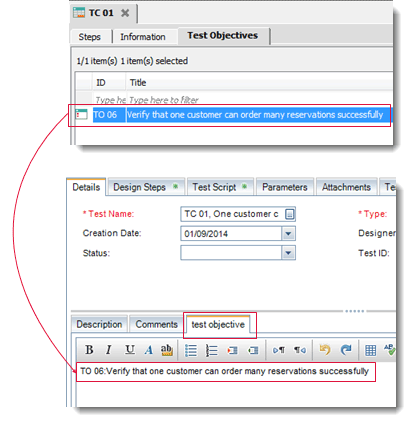 TC 01
Steps Information Test Objectives
1/1 item(s) 1 item(s) selected
ID Title
Type here to filter
TO 06 Verify that one customer can order many reservations successfully
Details Design Steps Test Script Parameters Attachments
* Test Name: TC 01, One customer c * Type:
Creation Date: 01/09/2014 Designer
Status: Test ID:
Description Comments test objective
B I U A ab
TO 06:Verify that one customer can order many reservations successfully